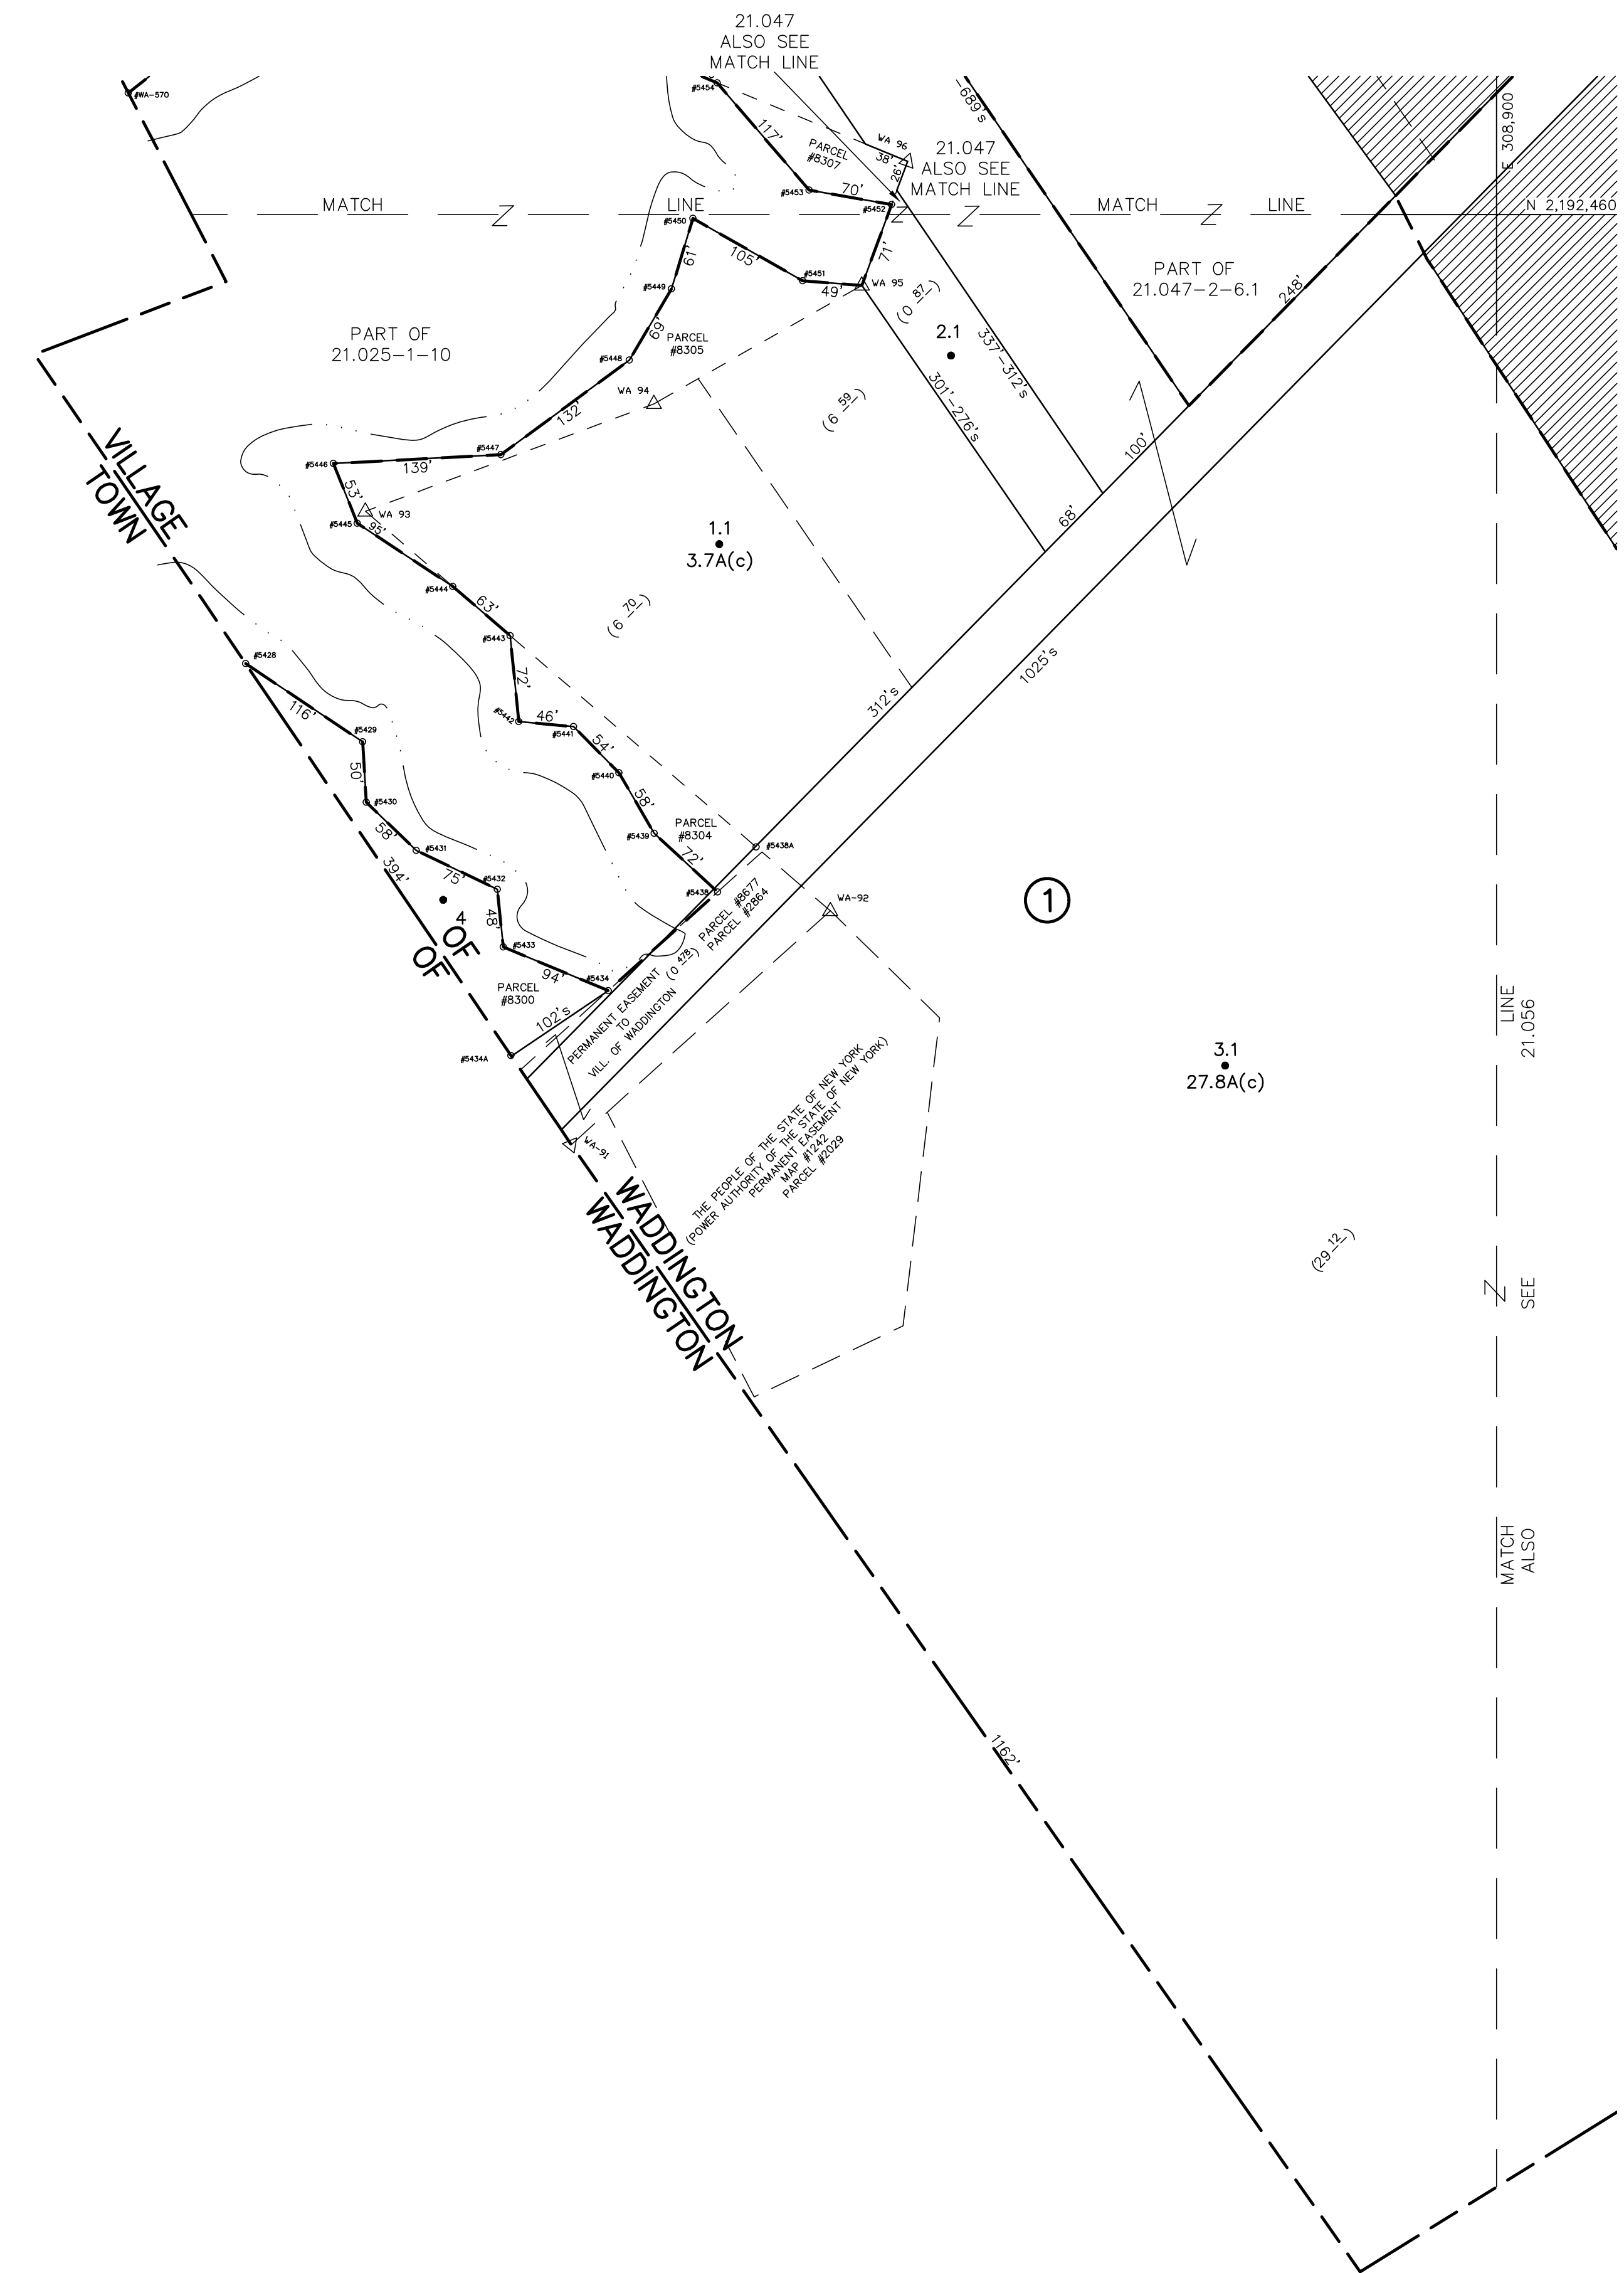 21.047
ALSO SEE
MATCH LINE
#WA-570
#5454
117'
PARCEL
#8307
WA 96
38'
26'
21.047
ALSO SEE
MATCH LINE
-689's
E 308,900
#5453
70'
#5452
MATCH
LINE
MATCH
LINE
N 2,192,460
#5450
61'
105'
#5451
71'
49'
WA 95
#5449
(0 87)
PART OF
21.047-2-6.1
248'
PART OF
21.025-1-10
69'
PARCEL
#8305
2.1
337'-312's
#5448
WA 94
301'-276's
(6 59)
132'
#5447
100'
VILLAGE
TOWN
#5446
139'
53'
WA 93
#5445
95'
68'
1.1
3.7A(c)
#5444
63'
(6 70)
#5443
72'
#5428
116'
#5442
46'
#5441
312's
1025's
#5429
54'
#5440
50'
58'
#5430
#5439
PARCEL
#8304
58'
#5431
72'
#5438A
394'
75'
#5432
#5438
4
48'
WA-92
1
OF
OF
#5433
94'
#5434
PARCEL
#8300
PERMANENT EASEMENT
TO
VILL. OF WADDINGTON
(0 478)
PARCEL #8677
PARCEL #2864
102's
#5434A
WA-91
3.1
27.8A(c)
LINE
21.056
THE PEOPLE OF THE STATE OF NEW YORK
(POWER AUTHORITY OF THE STATE OF NEW YORK)
PERMANENT EASEMENT
MAP #1242
PARCEL #2029
WADDINGTON
WADDINGTON
(29 12)
SEE
MATCH
ALSO
1162'